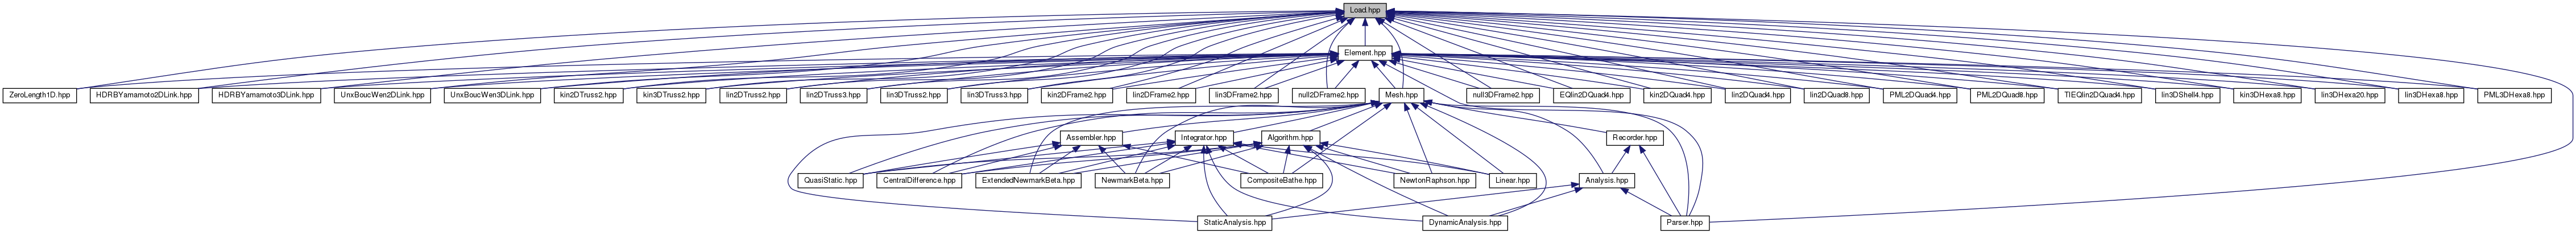 Load.hpp
Element.hpp
ZeroLength1D.hpp
HDRBYamamoto2DLink.hpp
HDRBYamamoto3DLink.hpp
UnxBoucWen2DLink.hpp
UnxBoucWen3DLink.hpp
kin2DTruss2.hpp
kin3DTruss2.hpp
lin2DTruss2.hpp
lin2DTruss3.hpp
lin3DTruss2.hpp
lin3DTruss3.hpp
kin2DFrame2.hpp
lin2DFrame2.hpp
lin3DFrame2.hpp
null2DFrame2.hpp
Mesh.hpp
null3DFrame2.hpp
EQlin2DQuad4.hpp
kin2DQuad4.hpp
lin2DQuad4.hpp
lin2DQuad8.hpp
PML2DQuad4.hpp
PML2DQuad8.hpp
TIEQlin2DQuad4.hpp
lin3DShell4.hpp
kin3DHexa8.hpp
lin3DHexa20.hpp
lin3DHexa8.hpp
PML3DHexa8.hpp
Assembler.hpp
Integrator.hpp
Algorithm.hpp
Recorder.hpp
QuasiStatic.hpp
CentralDifference.hpp
ExtendedNewmarkBeta.hpp
NewmarkBeta.hpp
CompositeBathe.hpp
NewtonRaphson.hpp
Linear.hpp
Analysis.hpp
StaticAnalysis.hpp
DynamicAnalysis.hpp
Parser.hpp